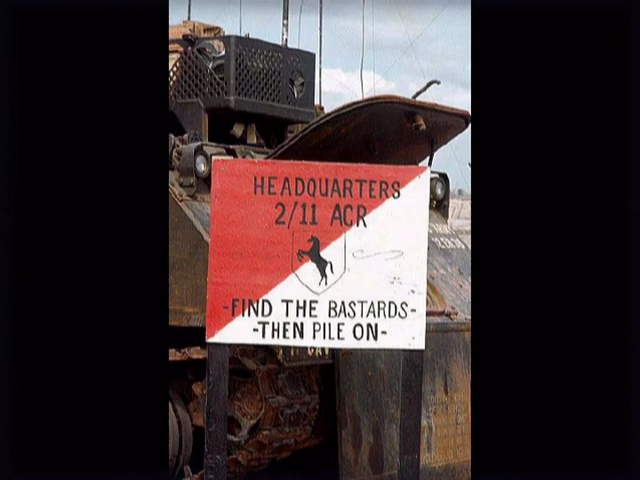 HEADQUARTERS
2/11 ACR
-FIND THE BASTARDS-
-THEN PILE ON-